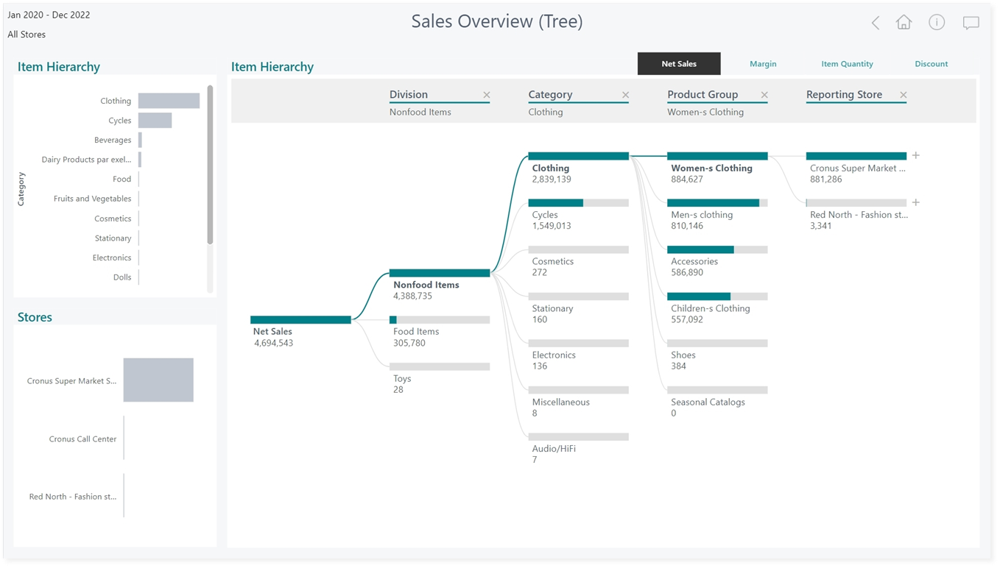 Jan 2020 - Dec 2022
All Stores
Sales Overview (Tree)
Item Hierarchy
Clothing
Cycles
Beverages
Dairy Products par exel...
Food
Fruits and Vegetables
Cosmetics
Stationary
Electronics
Dolls
Category
Stores
Cronus Super Market S...
Cronus Call Center
Red North - Fashion st...
Item Hierarchy
Net Sales
Margin
Item Quantity
Discount
Division
Nonfood Items
Category
Clothing
Product Group
Women-s Clothing
Reporting Store
Net Sales
4,694,543
Nonfood Items
4,388,735
Food Items
305,780
Toys
28
Clothing
2,839,139
Cycles
1,549,013
Cosmetics
272
Stationary
160
Electronics
136
Miscellaneous
8
Audio/HiFi
7
Women-s Clothing
884,627
Men-s clothing
810,146
Accessories
586,890
Children-s Clothing
557,092
Shoes
384
Seasonal Catalogs
0
Cronus Super Market ...
881,286
Red North - Fashion st...
3,341